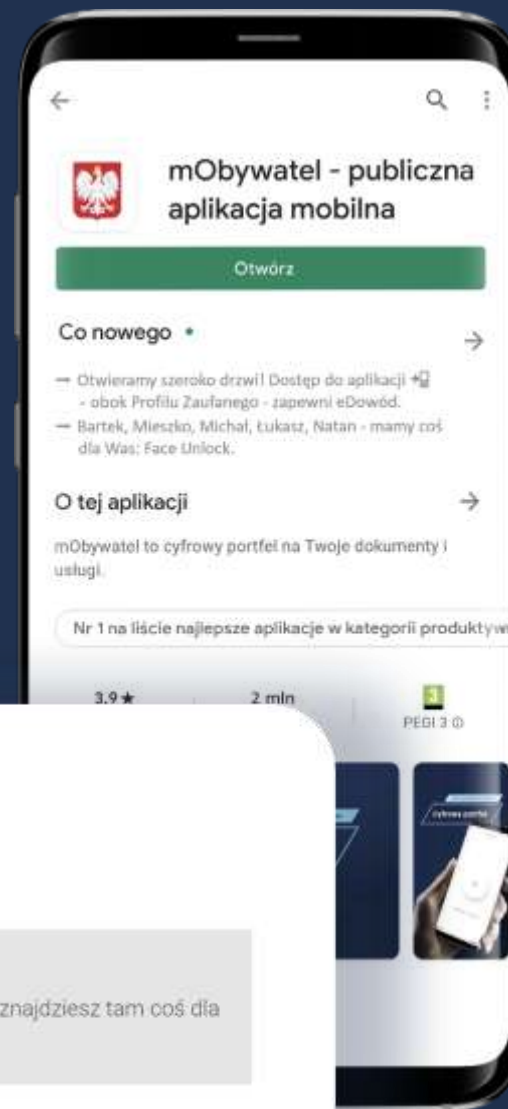 mObywatel - publiczna
aplikacja mobilna
Otwórz
Co nowego
— Otwieramy szeroko drzwi! Dostęp do aplikacji
- obok Profilu Zaufanego - zapewni eDowód.
— Bartek, Mieszko, Michał, Łukasz, Natan - mamy coś
dla Was: Face Unlock.
O tej aplikacji
mObywatel to cyfrowy portfel na Twoje dokumenty i
usługi.
Nr 1 na liście najlepsze aplikacje w kategorii produktyw
3,9★ 2 mln 3
PEGI 3
cyfrowy portfel
znajdziesz tam coś dla